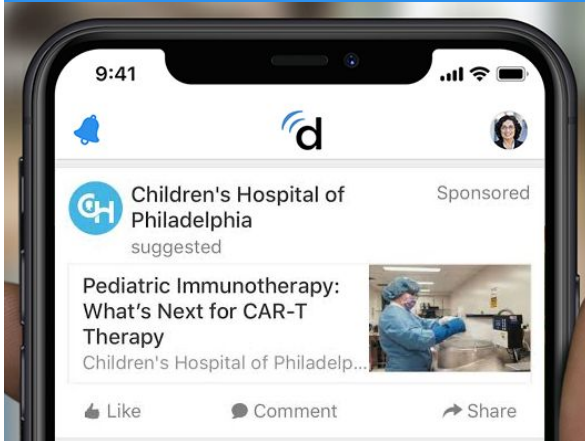 9:41
d
Children's Hospital of
Philadelphia
Sponsored
suggested
CH
Pediatric Immunotherapy:
What's Next for CAR-T
Therapy
Children's Hospital of Philadelp...
Like
Comment
Share